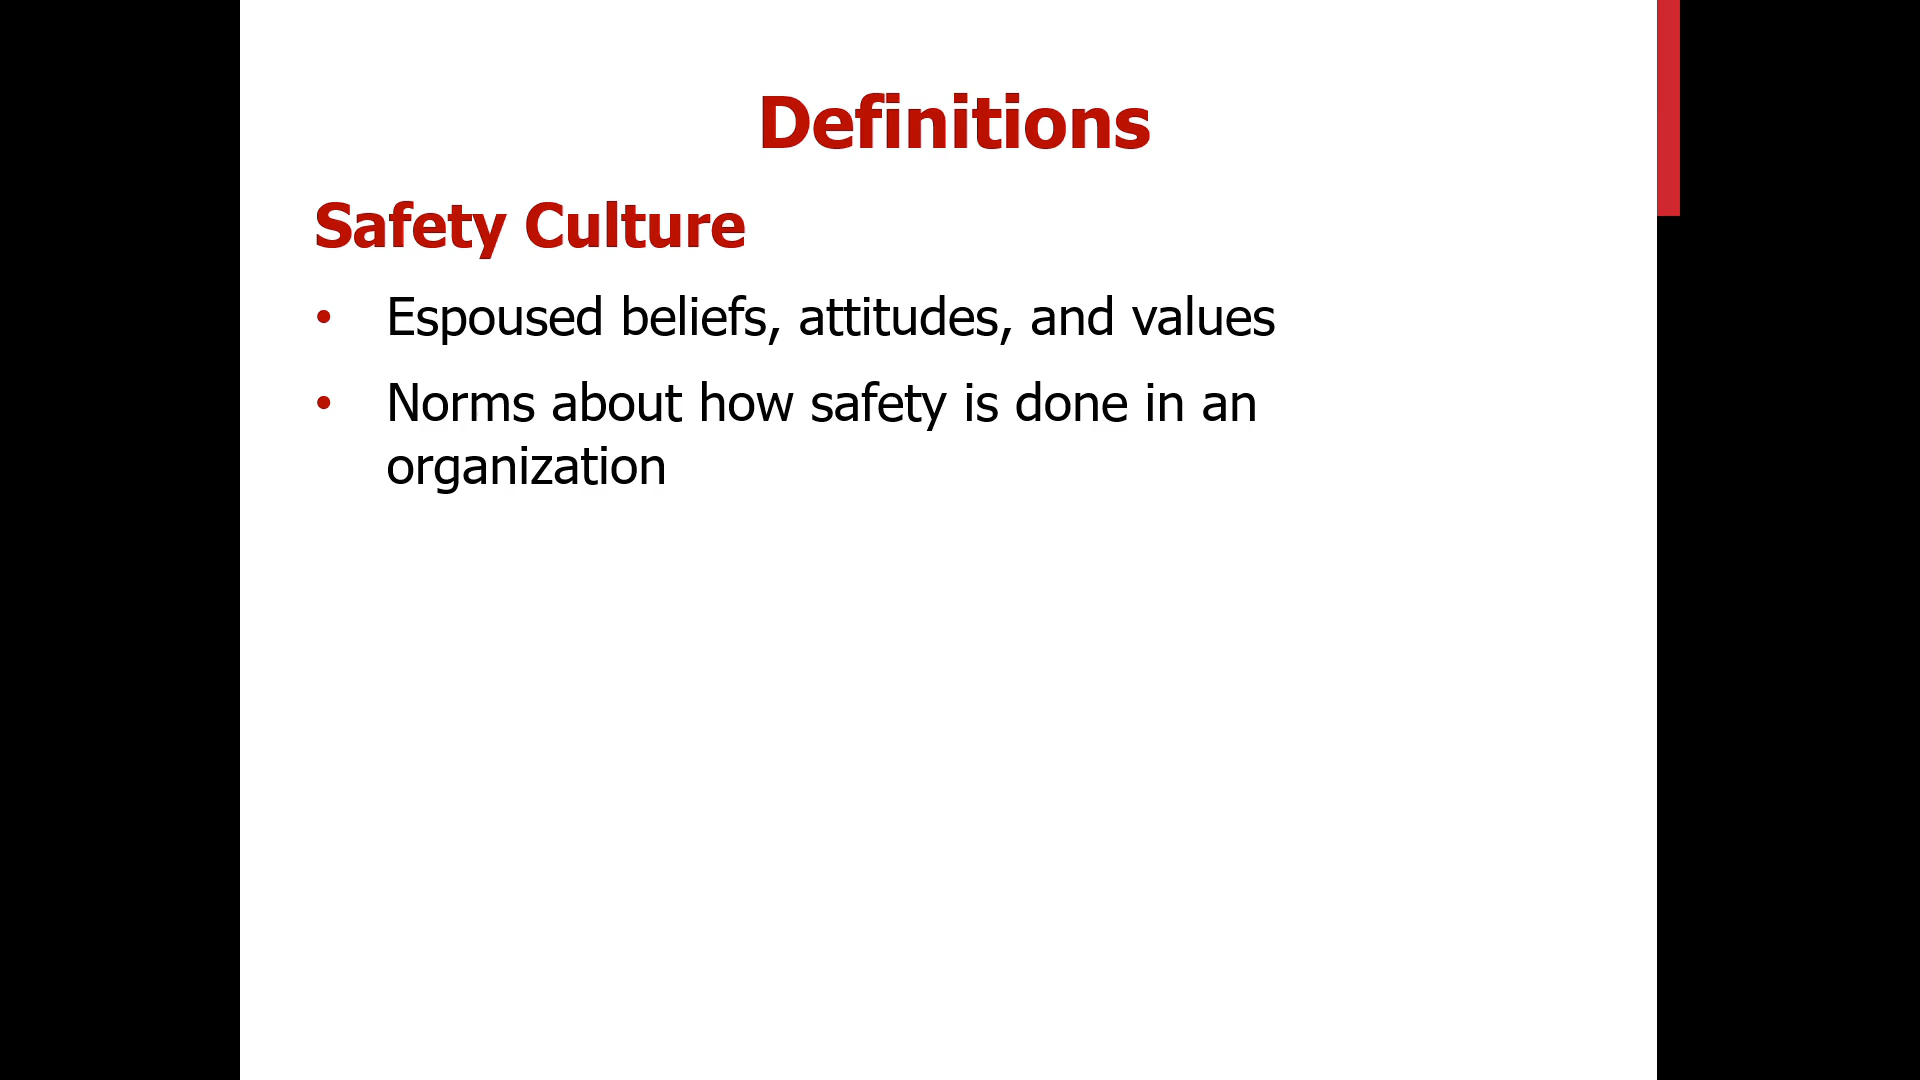 Definitions
Safety Culture
• Espoused beliefs, attitudes, and values
• Norms about how safety is done in an
organization